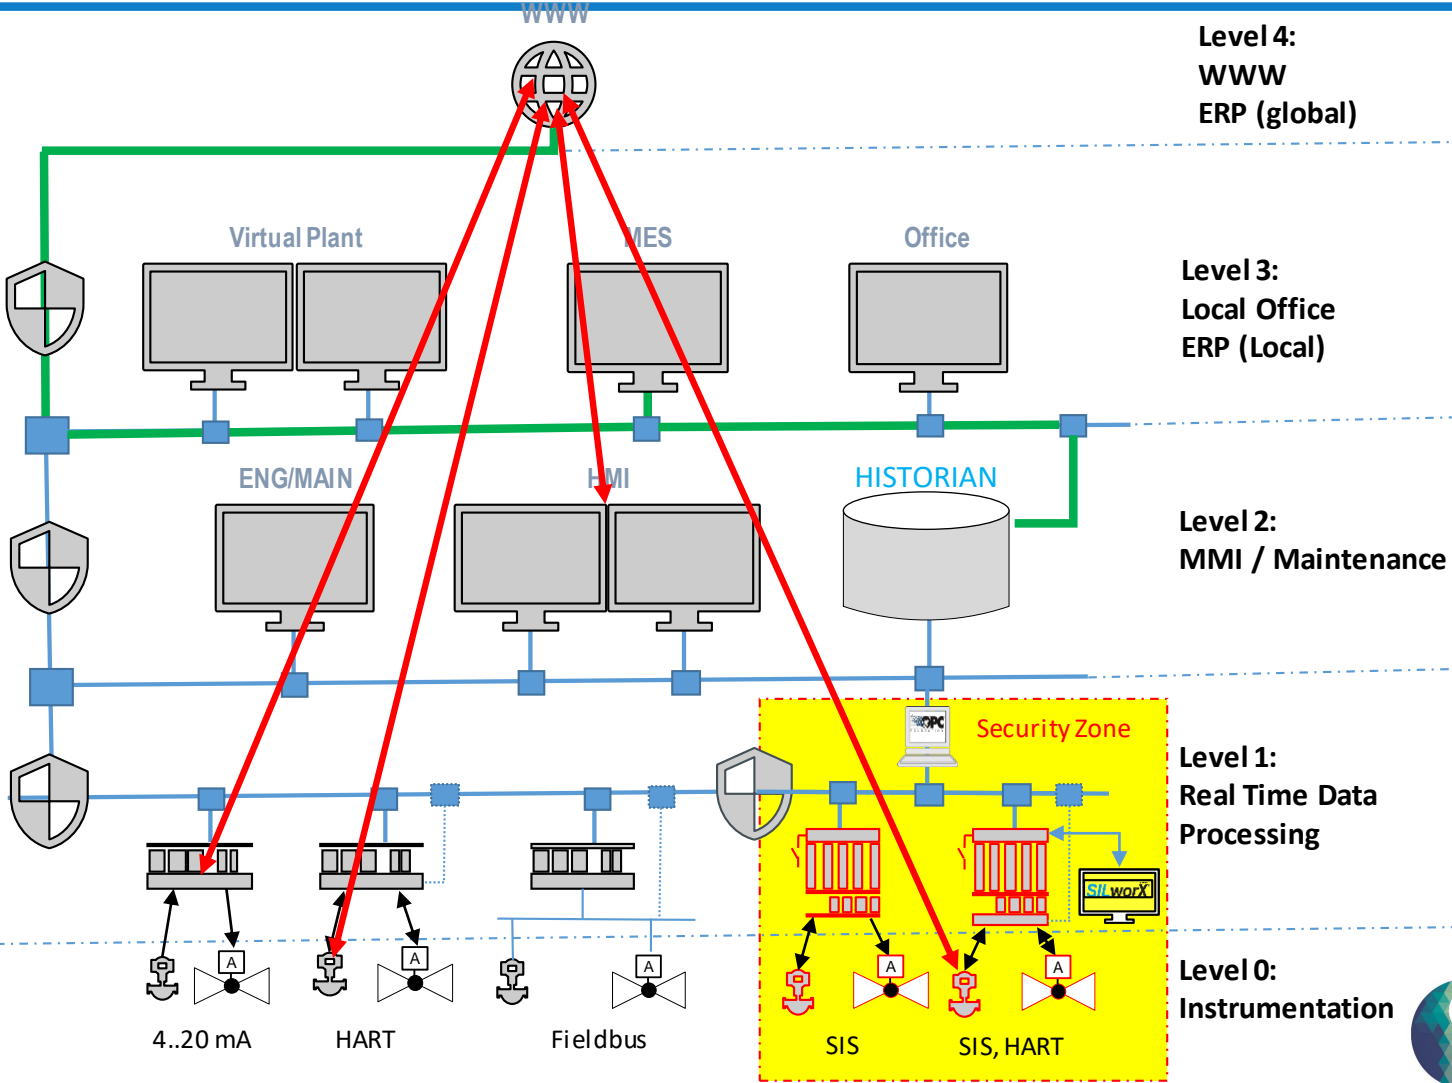 WWW
Level 4:
WWW
ERP (global)
Virtual Plant
MES
Office
Level 3:
Local Office
ERP (Local)
ENG/MAIN
HMI
HISTORIAN
Level 2:
MMI / Maintenance
OPC
Security Zone
Level 1:
Real Time Data
Processing
SILworX
A
A
A
A
A
Level 0:
Instrumentation
4..20 mA
HART
Fieldbus
SIS
SIS, HART